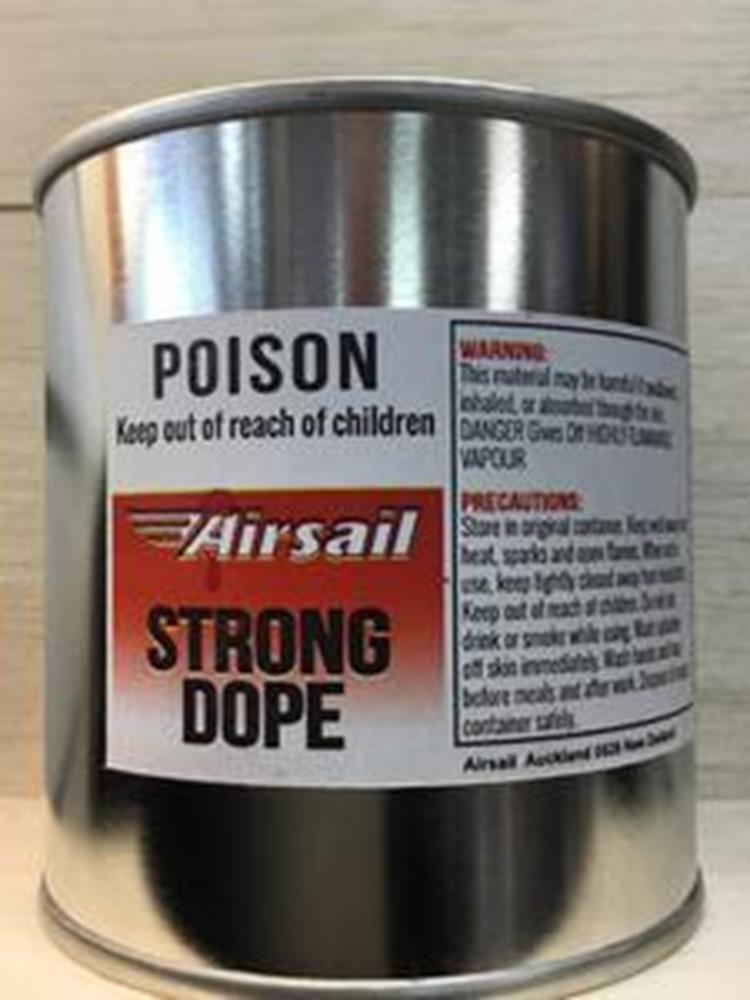 POISON
Keep out of reach of children
Airsail
STRONG
DOPE
WARNING:
This material may be harmful if swallowed,
inhaled, or absorbed through the skin.
DANGER Gives Off HIGHLY FLAMMABLE
VAPOUR
PRECAUTIONS:
Store in original container. Keep well away from
heat, sparks and open flames. When not in
use, keep tightly closed away from
Keep out of reach of children. Do not eat,
drink or smoke while using. Wash
off skin immediately. Wash hands and face
before meals and after work. Dispose of
container safely.
Airsail Auckland 0626 New Zealand